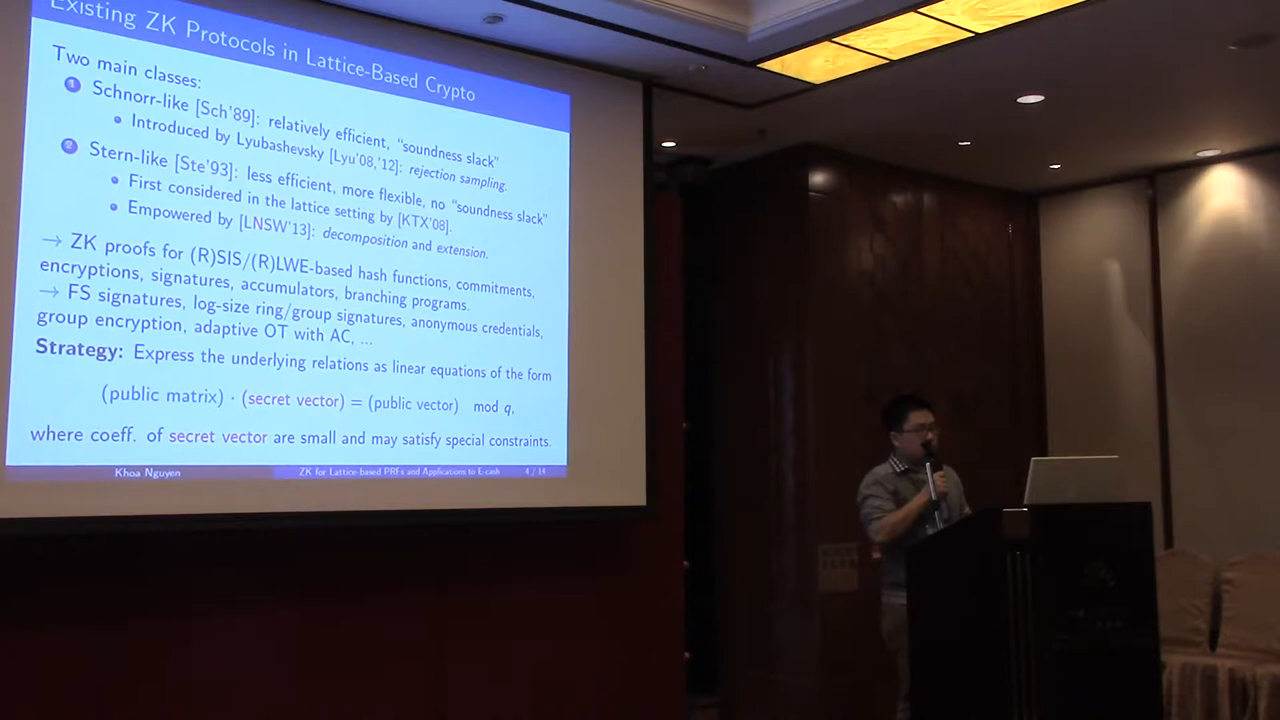 Existing ZK Protocols in Lattice-Based Crypto
Two main classes:
1 Schnorr-like [Sch'89]: relatively efficient, "soundness slack"
Introduced by Lyubashevsky [Lyu'08,'12]: rejection sampling.
2 Stern-like [Ste'93]: less efficient, more flexible, no "soundness slack"
First considered in the lattice setting by [KTX'08].
Empowered by [LNSW'13]: decomposition and extension.
→ ZK proofs for (R)SIS/(R)LWE-based hash functions, commitments,
encryptions, signatures, accumulators, branching programs.
→ FS signatures, log-size ring/group signatures, anonymous credentials,
group encryption, adaptive OT with AC, ...
Strategy: Express the underlying relations as linear equations of the form
(public matrix) · (secret vector) = (public vector) mod q,
where coeff. of secret vector are small and may satisfy special constraints.
Khoa Nguyen ZK for Lattice-based PRFs and Applications to E-cash 4 / 14